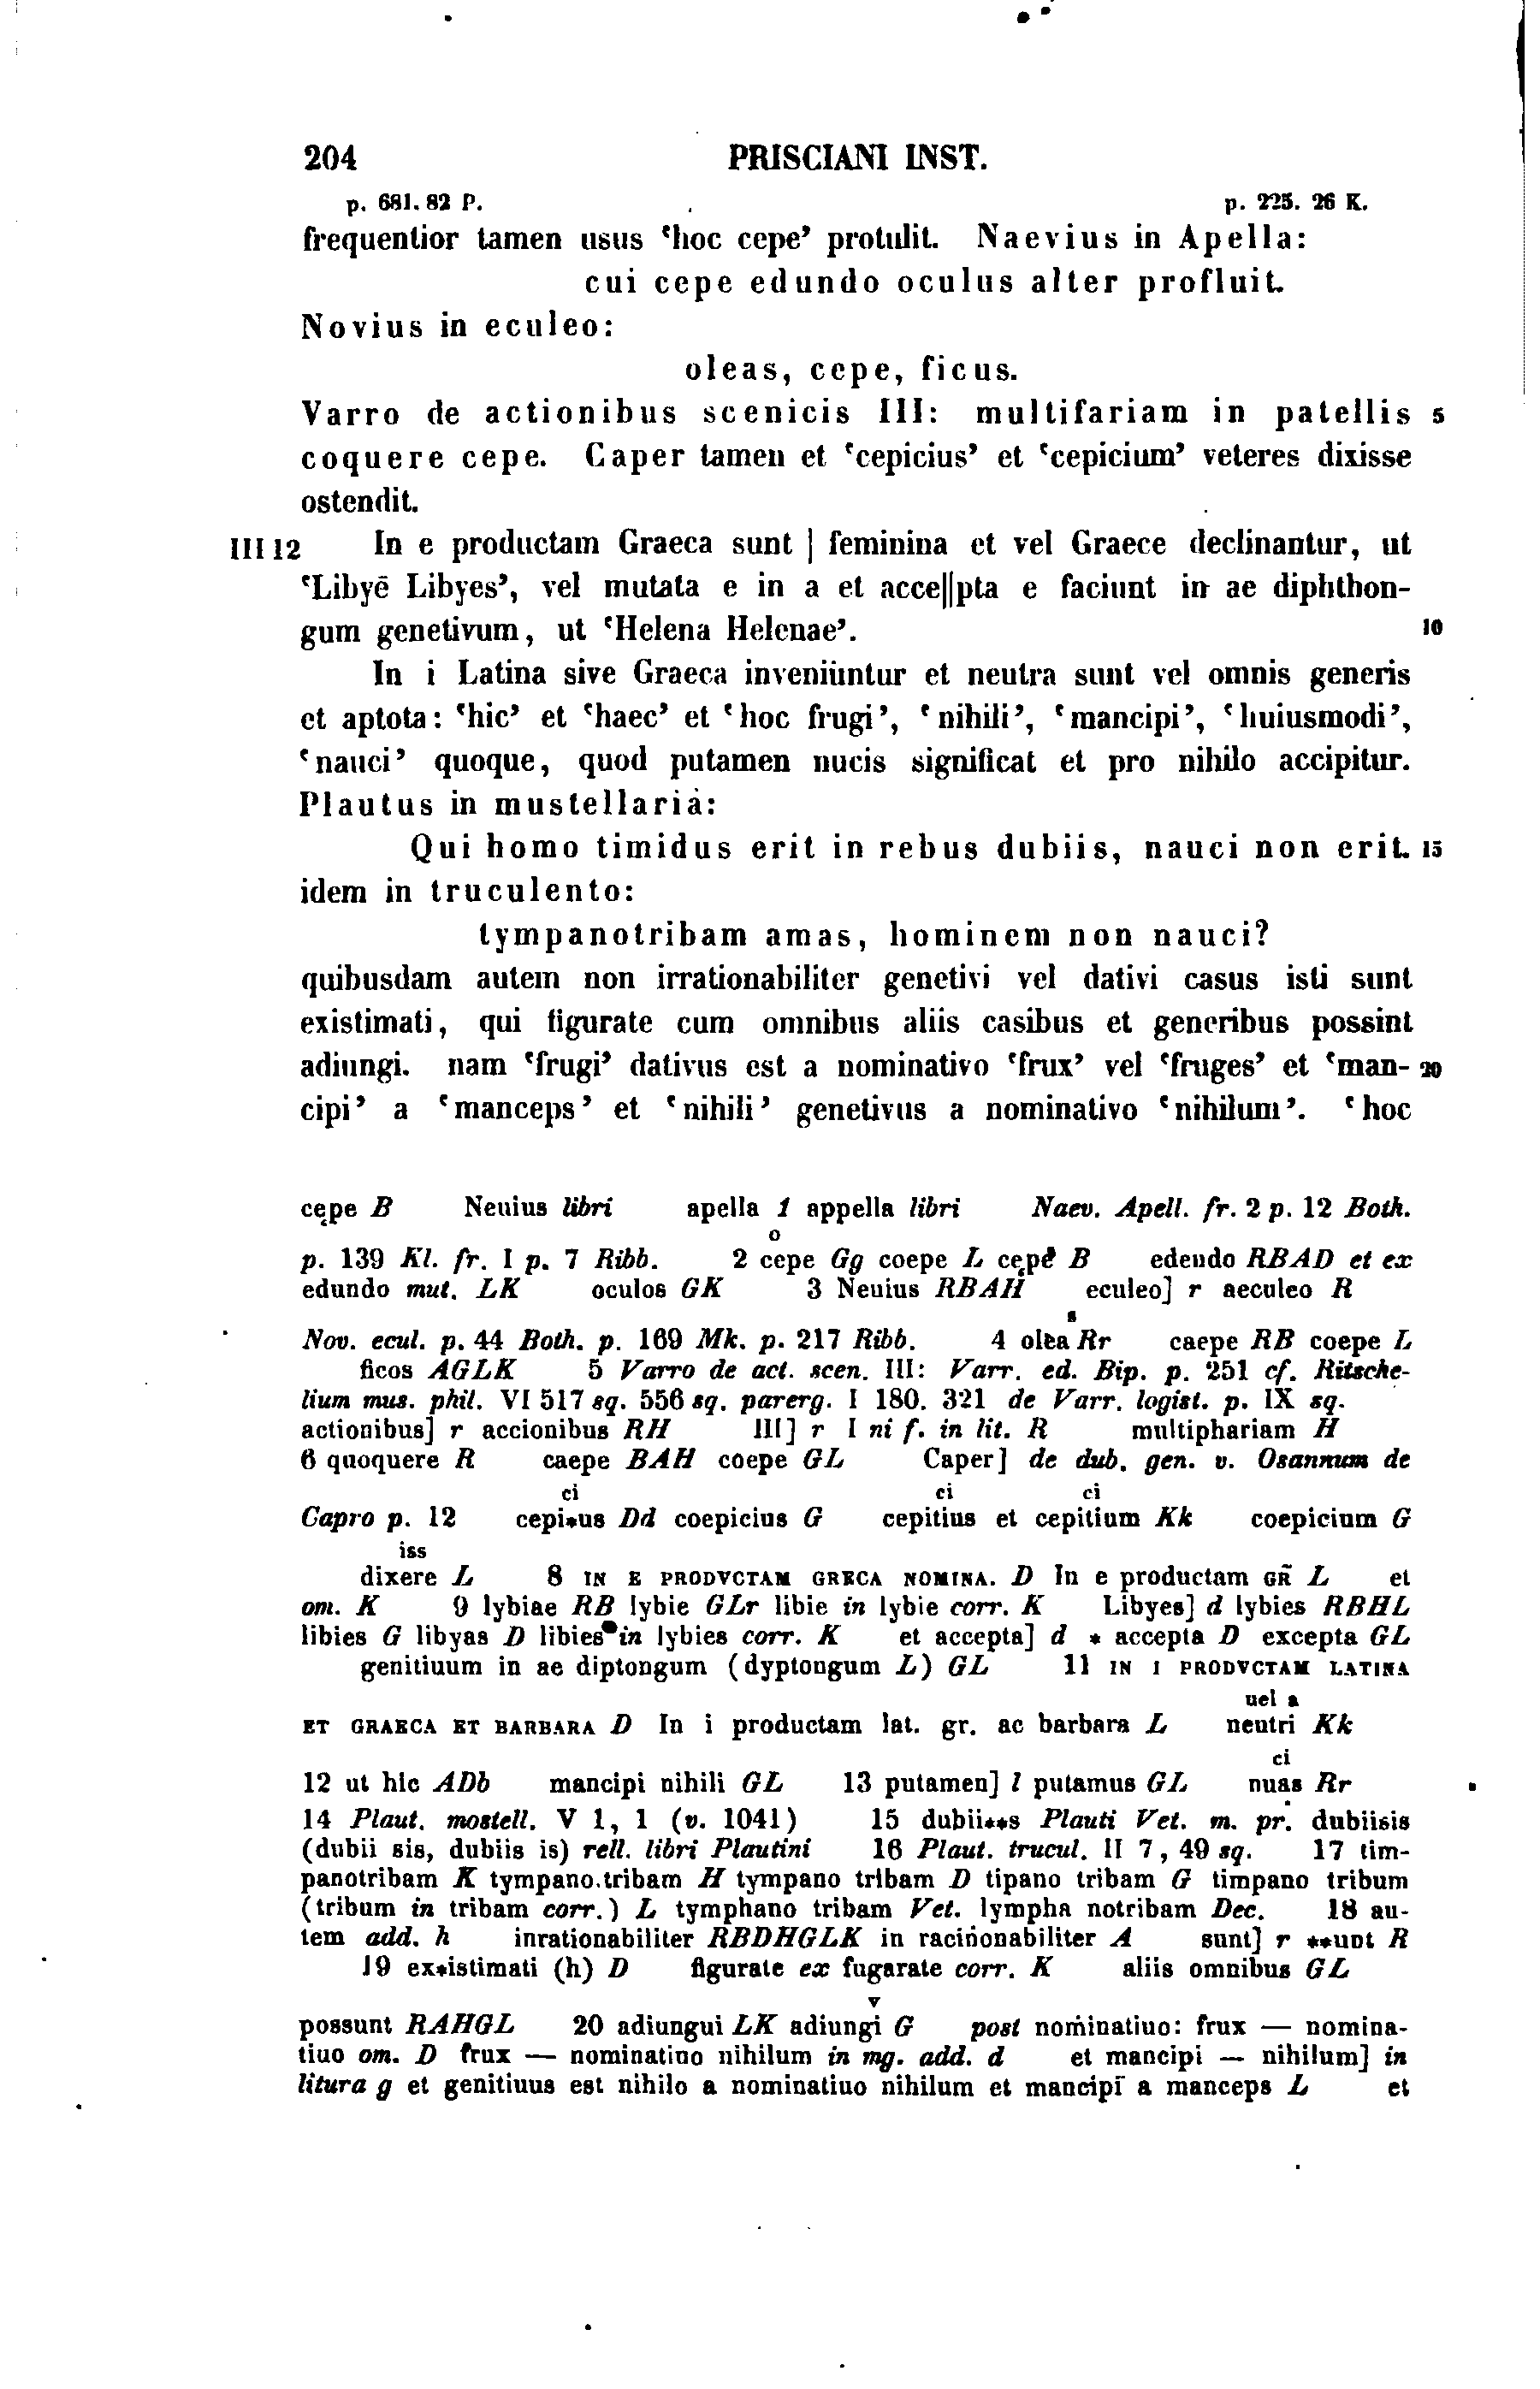 204 PRISCIANI INST.
p. 681. 82 P. p. 225. 26 K.
frequentior tamen usus ‘hoc cepe’ protulit. Naevius in Apella:
cui cepe edundo oculus alter profluit.
Novius in eculeo:
oleas, cepe, ficus.
Varro de actionibus scenicis III: multifariam in patellis 5
coquere cepe. Caper tamen et ‘cepicius’ et ‘cepicium’ veteres dixisse
ostendit.
III 12 In e productam Graeca sunt | feminina et vel Graece declinantur, ut
‘Libyē Libyes’, vel mutata e in a et acce||pta e faciunt in ae diphthon-
gum genetivum, ut ‘Helena Helenae’. 10
In i Latina sive Graeca inveniuntur et neutra sunt vel omnis generis
et aptota: ‘hic’ et ‘haec’ et ‘hoc frugi’, ‘nihili’, ‘mancipi’, ‘huiusmodi’,
‘nauci’ quoque, quod putamen nucis significat et pro nihilo accipitur.
Plautus in mustellaria:
Qui homo timidus erit in rebus dubiis, nauci non erit. 15
idem in truculento:
tympanotribam amas, hominem non nauci?
quibusdam autem non irrationabiliter genetivi vel dativi casus isti sunt
existimati, qui figurate cum omnibus aliis casibus et generibus possint
adiungi. nam ‘frugi’ dativus est a nominativo ‘frux’ vel ‘fruges’ et ‘man- 20
cipi’ a ‘manceps’ et ‘nihili’ genetivus a nominativo ‘nihilum’. ‘hoc
cępe B Neuius libri apella 1 appella libri Naev. Apell. fr. 2 p. 12 Both.
o
p. 139 Kl. fr. I p. 7 Ribb. 2 cepe Gg coepe L cępe B edendo RBAD et ex
edundo mut. LK oculos GK 3 Neuius RBAH eculeo] r aeculeo R
s
Nov. ecul. p. 44 Both. p. 169 Mk. p. 217 Ribb. 4 olea Rr caepe RB coepe L
ficos AGLK 5 Varro de act. scen. III: Varr. ed. Bip. p. 251 cf. Ritsche-
lium mus. phil. VI 517 sq. 556 sq. parerg. I 180. 321 de Varr. logist. p. IX sq.
actionibus] r accionibus RH III] r I ni f. in lit. R multiphariam H
6 quoquere R caepe BAH coepe GL Caper] de dub. gen. v. Osannum de
ci ci ci
Capro p. 12 cepi*us Dd coepicius G cepitius et cepitium Kk coepicium G
iss
dixere L 8 IN E PRODVCTAM GRECA NOMINA. D In e productam GR̄ L et
om. K 9 lybiae RB lybie GLr libie in lybie corr. K Libyes] d lybies RBHL
libies G libyas D libies in lybies corr. K et accepta] d * accepta D excepta GL
genitiuum in ae diptongum (dyptongum L) GL 11 IN I PRODVCTAM LATINA
uel a
ET GRAECA ET BARBARA D In i productam lat. gr. ac barbara L neutri Kk
ci
12 ut hic ADb mancipi nihili GL 13 putamen] l putamus GL nuas Rr
14 Plaut. mostell. V 1, 1 (v. 1041) 15 dubii**s Plauti Vet. m. pr. dubiisis
(dubii sis, dubiis is) rell. libri Plautini 16 Plaut. trucul. II 7, 49 sq. 17 tim-
panotribam K tympano.tribam H tympano tribam D tipano tribam G timpano tribum
(tribum in tribam corr.) L tymphano tribam Vet. lympha notribam Dec. 18 au-
tem add. h inrationabiliter RBDHGLK in racinonabiliter A sunt] r **unt R
19 ex*istimati (h) D figurate ex fugarate corr. K aliis omnibus GL
v
possunt RAHGL 20 adiungui LK adiungi G post nominatiuo: frux — nomina-
tiuo om. D frux — nominatiuo nihilum in mg. add. d et mancipi — nihilum] in
litura g et genitiuus est nihilo a nominatiuo nihilum et mancipī a manceps L et